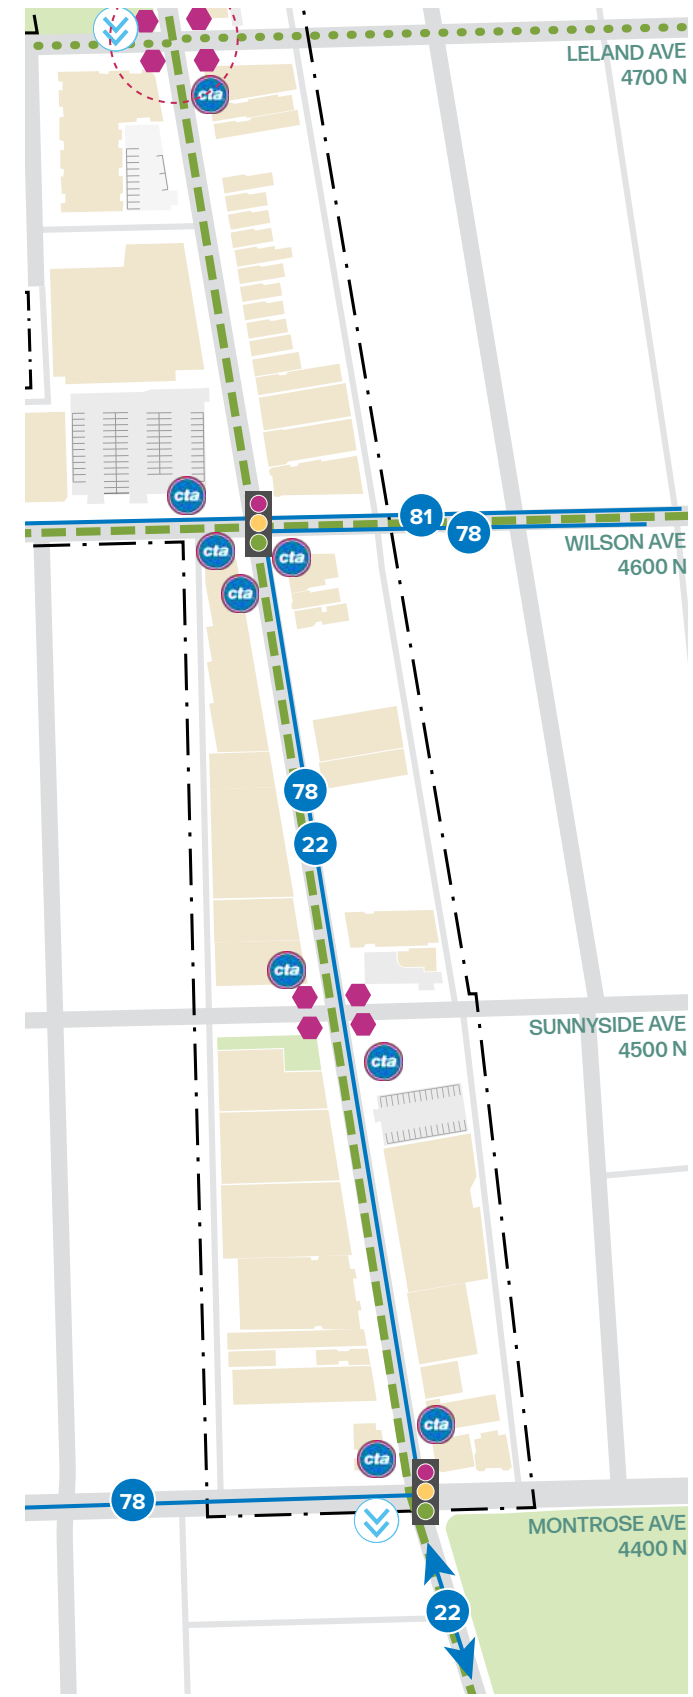 LELAND AVE
4700 N
cta
cta
81
78
WILSON AVE
4600 N
cta
cta
cta
78
22
cta
SUNNYSIDE AVE
4500 N
cta
cta
cta
78
MONTROSE AVE
4400 N
22